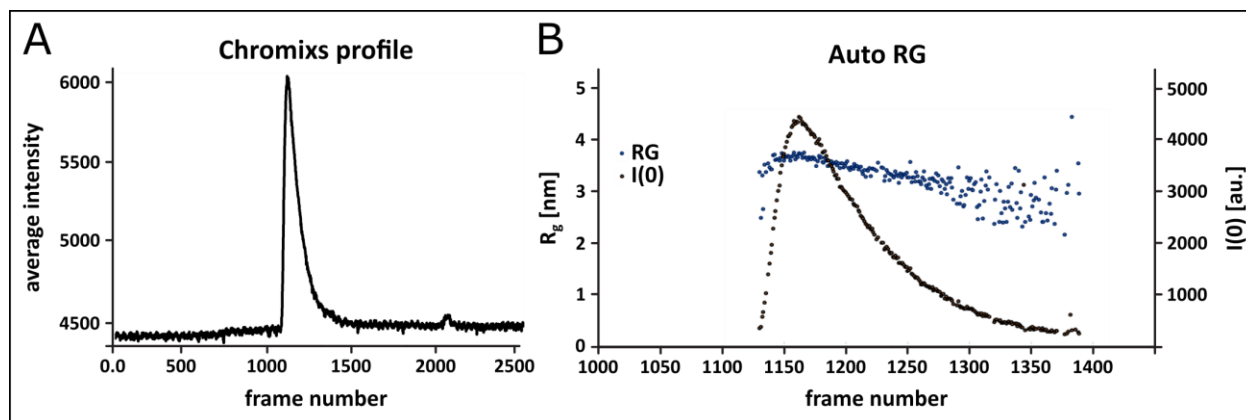 A
Chromixs profile
average intensity
6000
5500
5000
4500
0.0 500 1000 1500 2000 2500
frame number
B
Auto RG
RG
I(0)
Rg [nm]
5
4
3
2
1
0
5000
4000
3000
2000
1000
I(0) [au.]
1000 1100 1150 1200 1250 1300 1350 1400
frame number